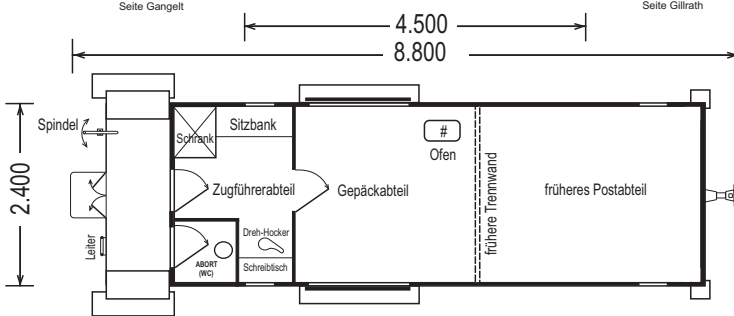 Seite Gangelt
Seite Gillrath
4.500
8.800
2.400
Spindel
Schrank
Sitzbank
#
Ofen
Zugführerabteil
Gepäckabteil
frühere Trennwand
früheres Postabteil
Leiter
Dreh-Hocker
ABORT
(WC)
Schreibtisch